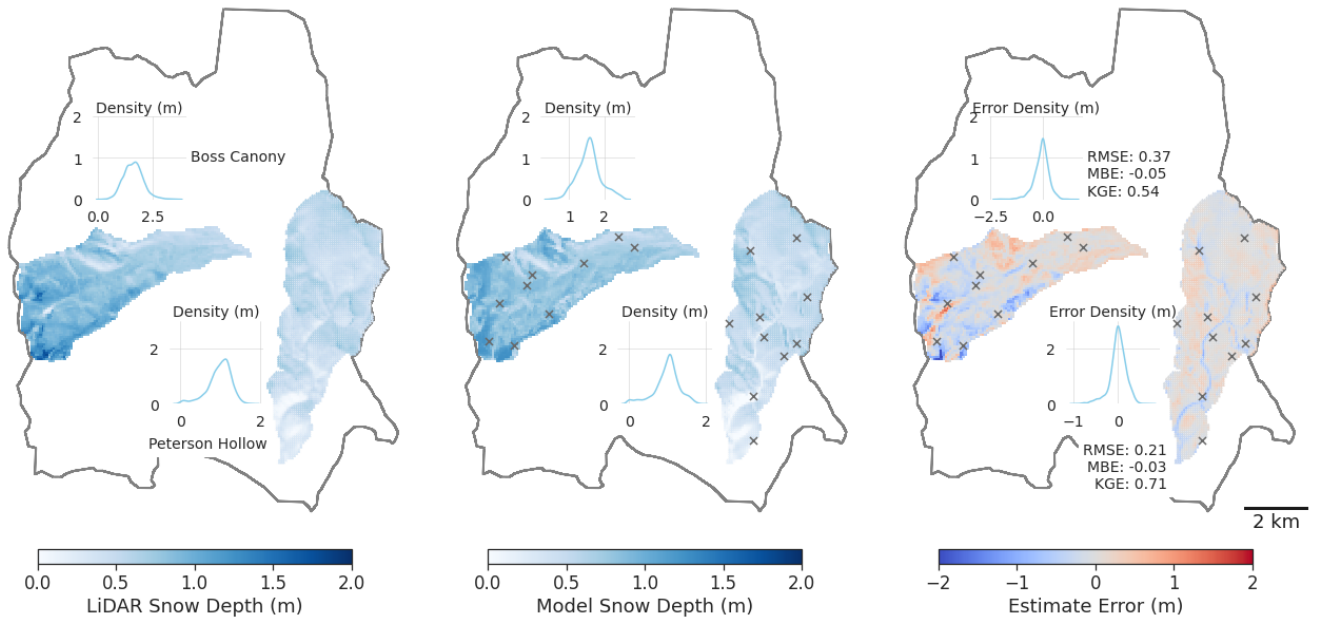 Density (m)
2
1
0
0.0 2.5
Boss Canony
Density (m)
2
0
0 2
Peterson Hollow
0.0 0.5 1.0 1.5 2.0
LiDAR Snow Depth (m)
Density (m)
2
1
0
1 2
Density (m)
2
0
0 2
0.0 0.5 1.0 1.5 2.0
Model Snow Depth (m)
Error Density (m)
2
1
0
−2.5 0.0
RMSE: 0.37
MBE: -0.05
KGE: 0.54
Error Density (m)
2
0
−1 0
RMSE: 0.21
MBE: -0.03
KGE: 0.71
2 km
−2 −1 0 1 2
Estimate Error (m)